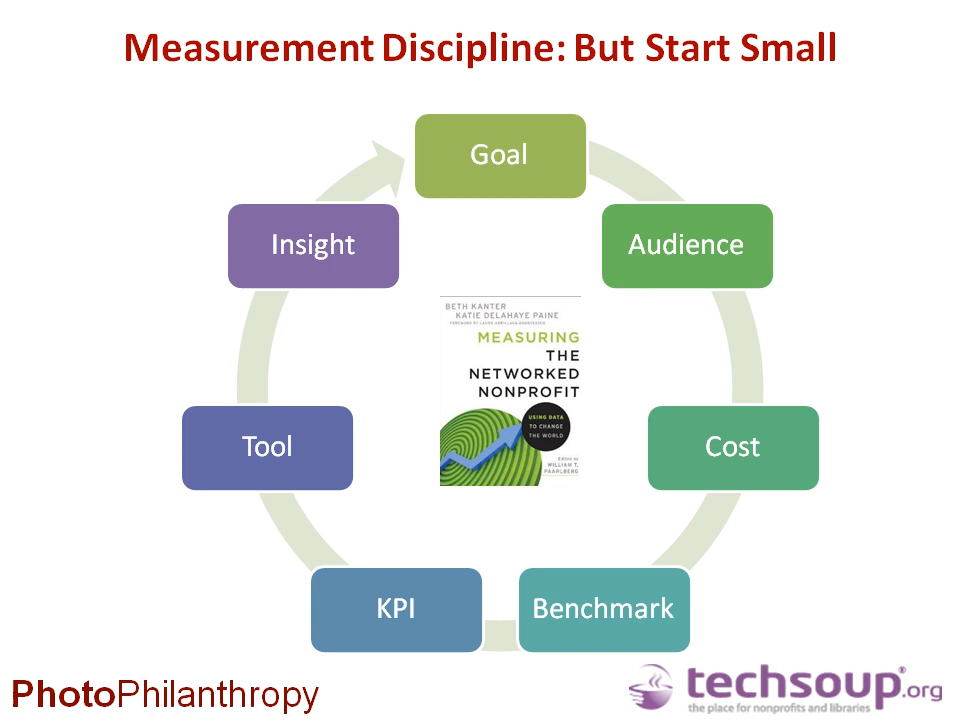 Measurement Discipline: But Start Small
Goal
Audience
Cost
Benchmark
KPI
Tool
Insight
BETH KANTER
KATIE DELAHAYE PAINE
MEASURING
THE
NETWORKED
NONPROFIT
USING DATA
TO CHANGE
THE WORLD
Edited by
WILLIAM T.
PAARLBERG
PhotoPhilanthropy
techsoup.org
the place for nonprofits and libraries